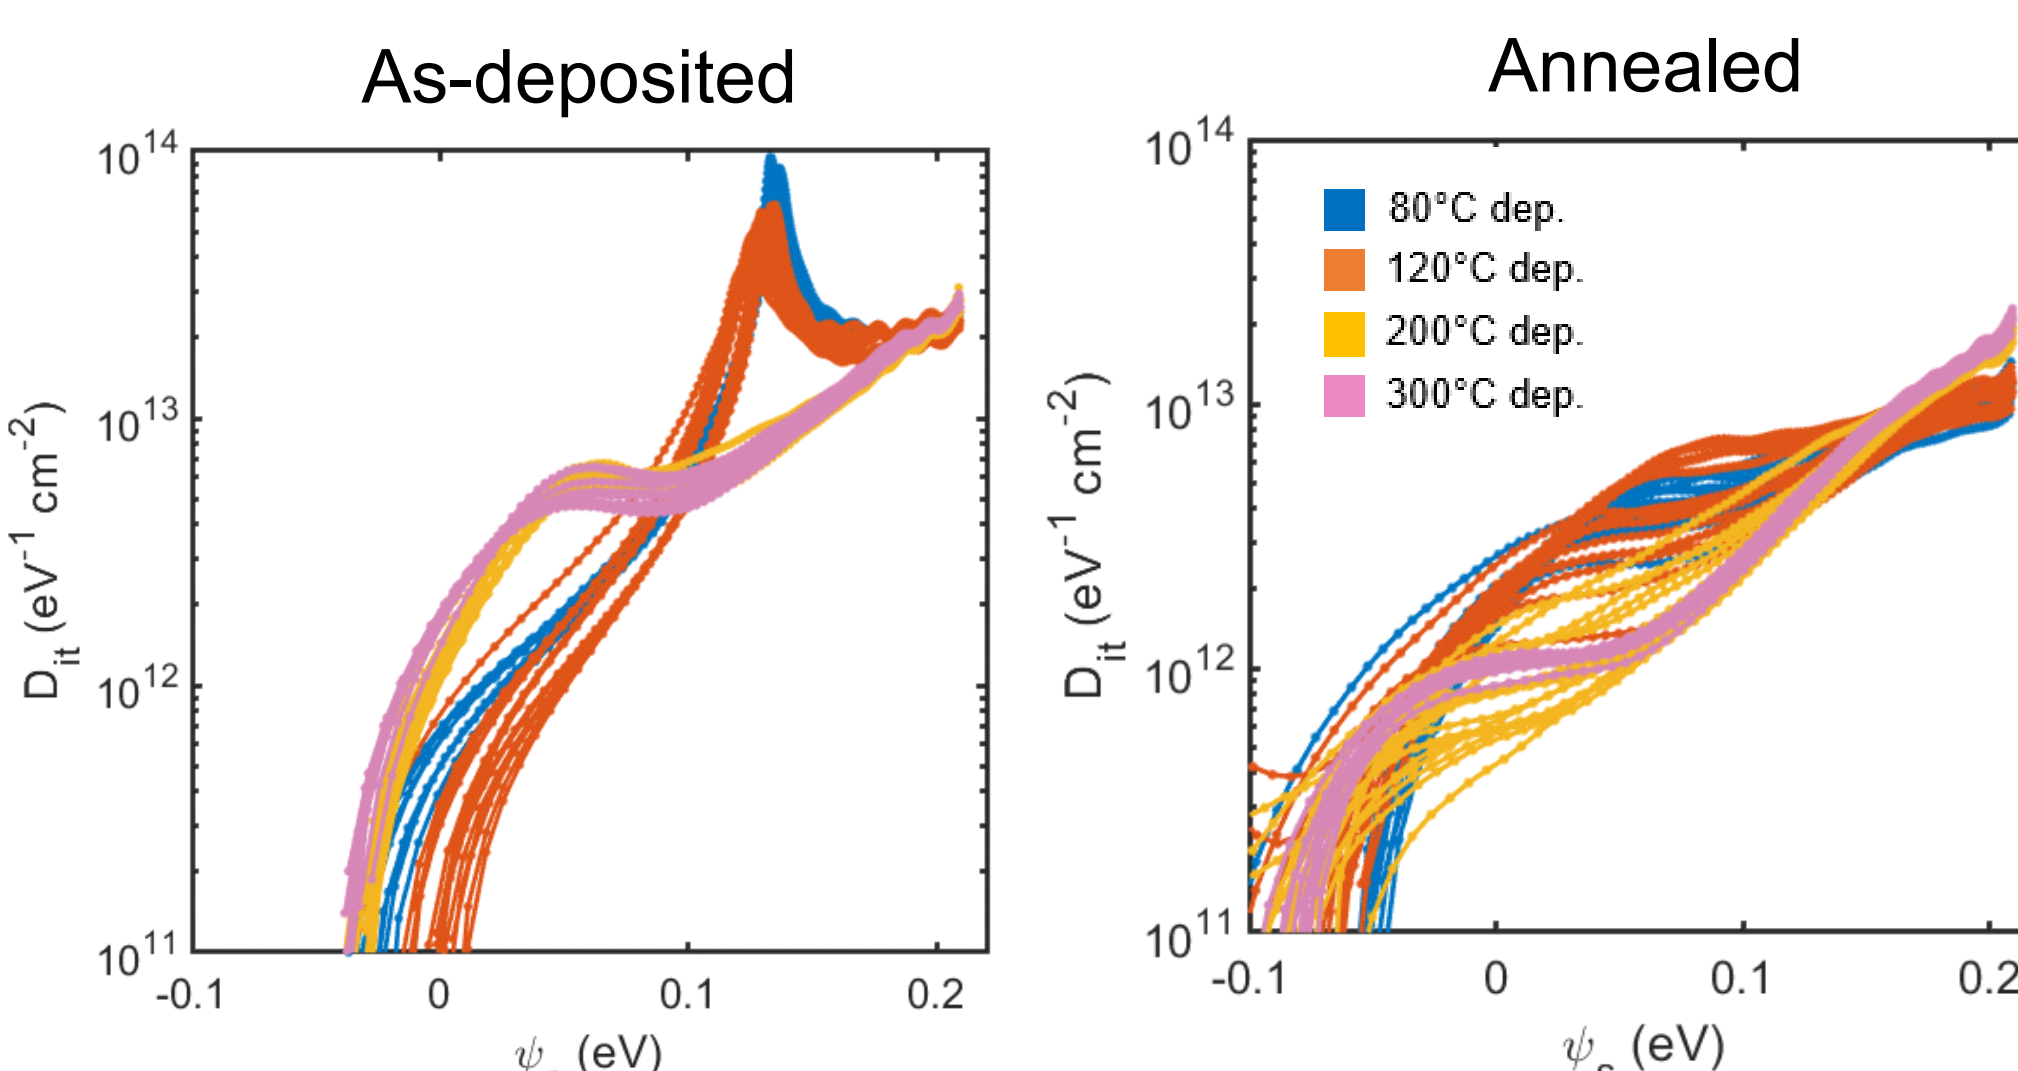 As-deposited
10^14
10^13
10^12
10^11
D_it (eV^-1 cm^-2)
-0.1 0 0.1 0.2
ψ (eV)
Annealed
10^14
10^13
10^12
10^11
80°C dep.
120°C dep.
200°C dep.
300°C dep.
D_it (eV^-1 cm^-2)
-0.1 0 0.1 0.2
ψ_s (eV)